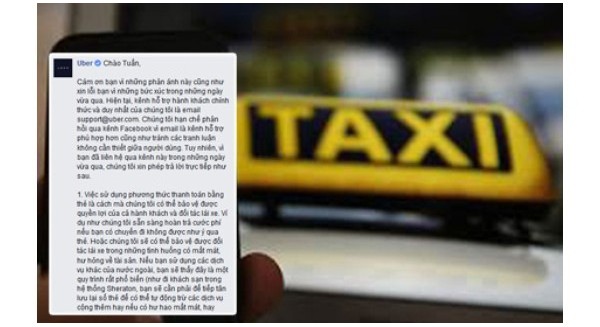 Uber Chào Tuấn,
Cám ơn bạn vì những phản ánh này cũng như
xin lỗi bạn vì những bức xúc trong những ngày
vừa qua. Hiện tại, kênh hỗ trợ hành khách chính
thức và duy nhất của chúng tôi là email
support@uber.com. Chúng tôi hạn chế phản
hồi qua kênh Facebook vì email là kênh hỗ trợ
phù hợp hơn cũng như tránh các tranh luận
không cần thiết giữa người dùng. Tuy nhiên, vì
bạn đã liên hệ qua kênh này trong những ngày
vừa qua, chúng tôi xin phép trả lời trực tiếp như
sau.
1. Việc sử dụng phương thức thanh toán bằng
thẻ là cách mà chúng tôi có thể bảo vệ được
quyền lợi của cả hành khách và đối tác lái xe. Ví
dụ như chúng tôi sẵn sàng hoàn trả cước phí
nếu bạn có chuyến đi không được như ý qua
thẻ. Hoặc chúng tôi sẽ có thể bảo vệ được đối
tác lái xe trong những tình huống có mất mát,
hư hỏng về tài sản. Nếu bạn sử dụng các dịch
vụ khác của nước ngoài, bạn sẽ thấy đây là một
quy trình rất phổ biến (như đi khách sạn trong
hệ thống Sheraton, bạn sẽ cần phải để tiếp tân
lưu lại số thẻ để có thể tự động trừ các dịch vụ
cộng thêm hay nếu có hư hao mất mát, hay
TAXI